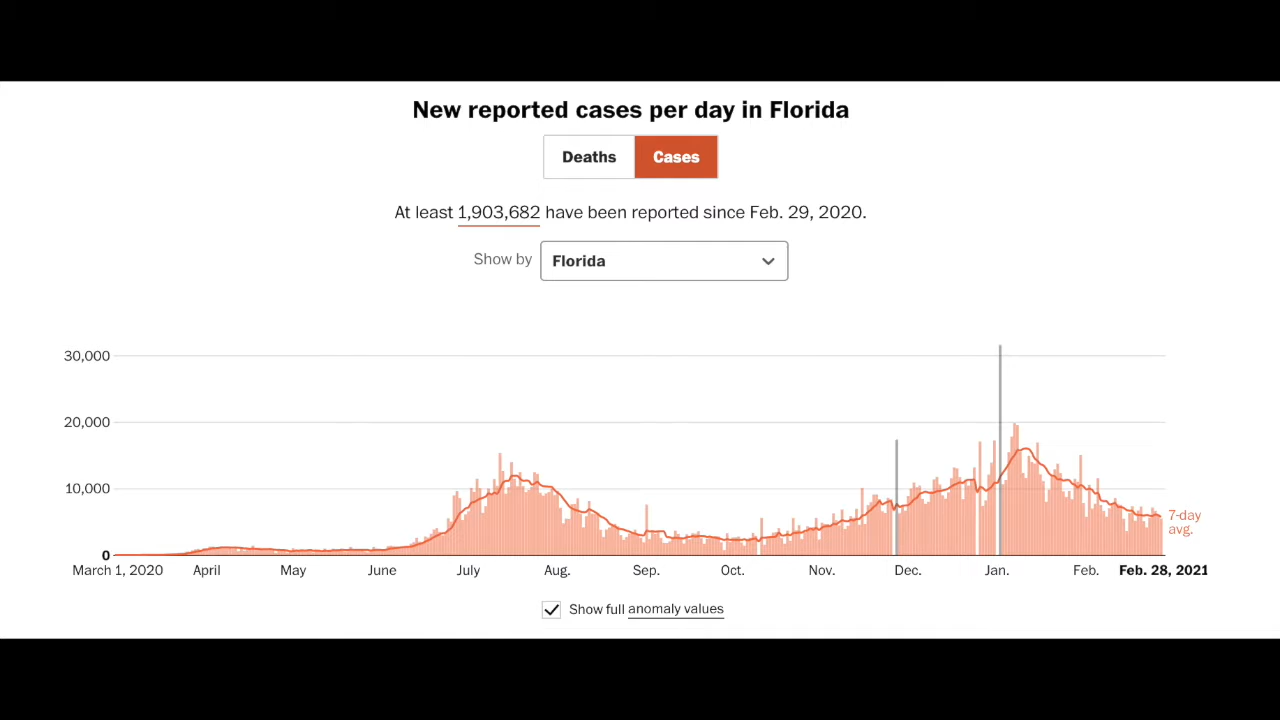 New reported cases per day in Florida
Deaths Cases
At least 1,903,682 have been reported since Feb. 29, 2020.
Show by Florida
30,000
20,000
10,000
0
7-day
avg.
March 1, 2020 April May June July Aug. Sep. Oct. Nov. Dec. Jan. Feb. Feb. 28, 2021
Show full anomaly values